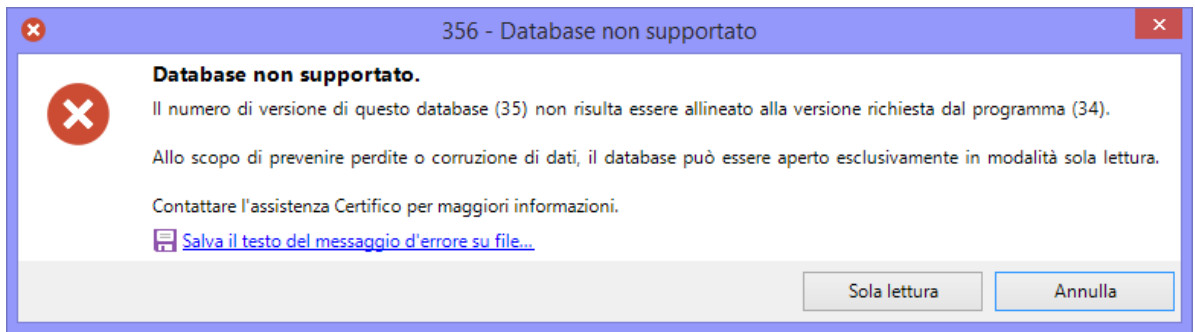 356 - Database non supportato
Database non supportato.
Il numero di versione di questo database (35) non risulta essere allineato alla versione richiesta dal programma (34).
Allo scopo di prevenire perdite o corruzione di dati, il database può essere aperto esclusivamente in modalità sola lettura.
Contattare l'assistenza Certifico per maggiori informazioni.
Salva il testo del messaggio d'errore su file...
Sola lettura
Annulla